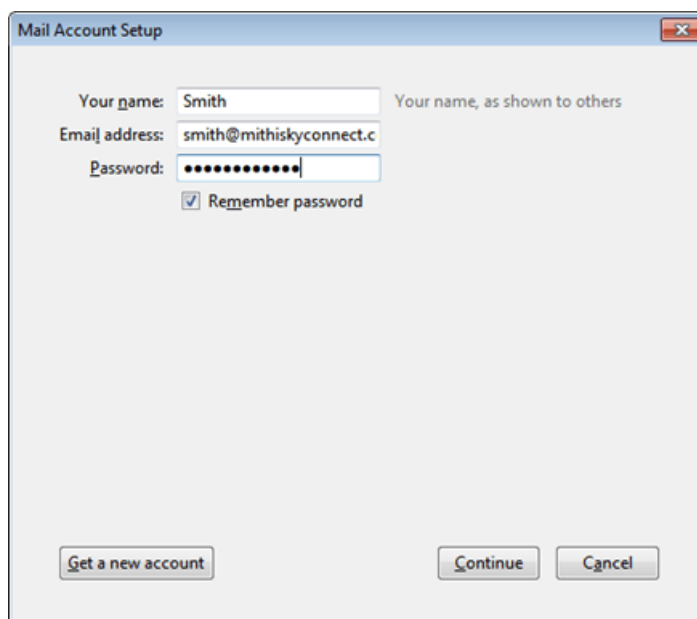 Mail Account Setup
Your name: Smith Your name, as shown to others
Email address: smith@mithiskyconnect.c
Password: ••••••••••••
Remember password
Get a new account Continue Cancel